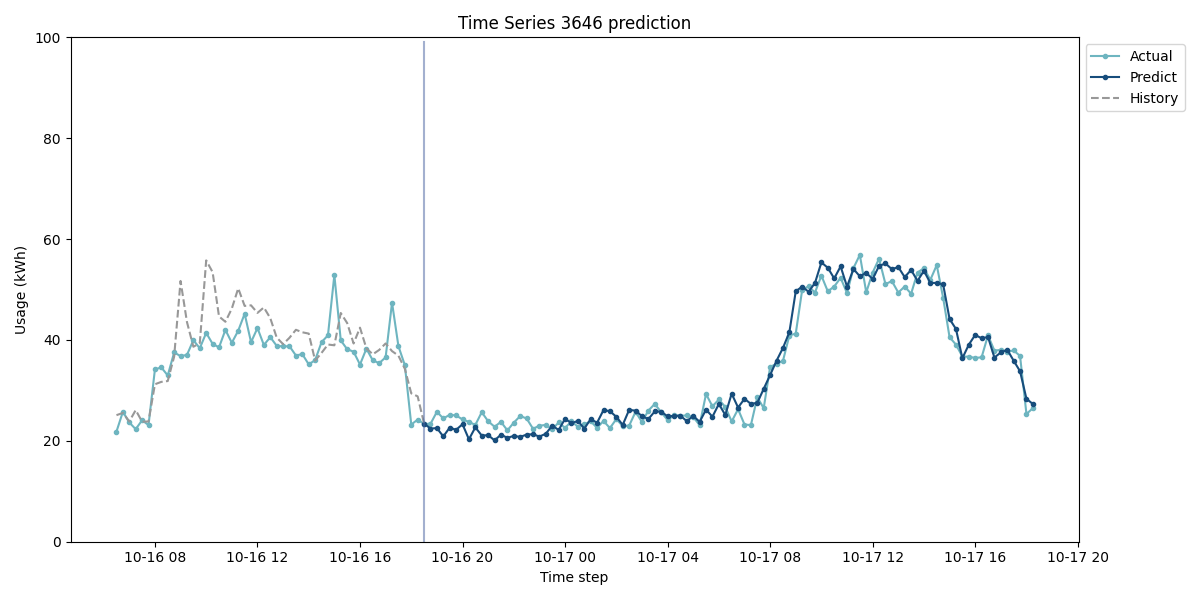 Time Series 3646 prediction
100
80
60
40
20
0
Usage (kWh)
10-16 08
10-16 12
10-16 16
10-16 20
10-17 00
10-17 04
10-17 08
10-17 12
10-17 16
10-17 20
Time step
Actual
Predict
History